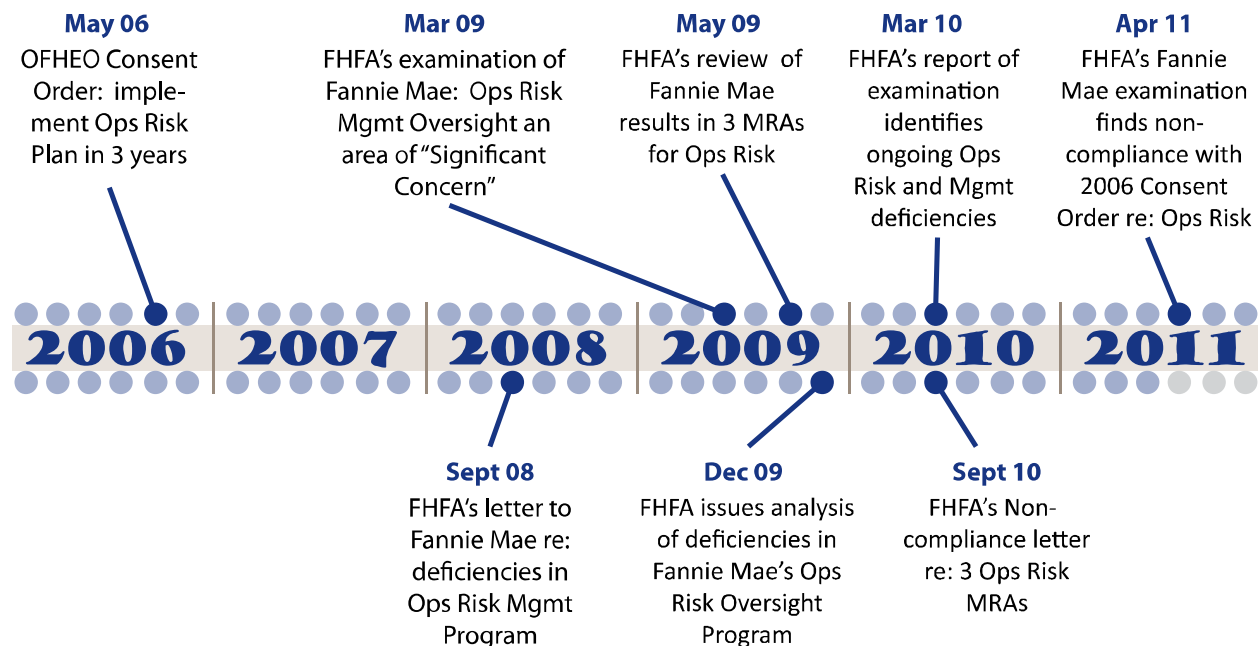 May 06
OFHEO Consent
Order:  imple-
ment Ops Risk
Plan in 3 years
Mar 09
FHFA's examination of
Fannie Mae:  Ops Risk
Mgmt Oversight an
area of "Significant
Concern"
May 09
FHFA's review  of
Fannie Mae
results in 3 MRAs
for Ops Risk
Mar 10
FHFA's report of
examination
identifies
ongoing Ops
Risk and Mgmt
deficiencies
Apr 11
FHFA's Fannie
Mae examination
finds non-
compliance with
2006 Consent
Order re: Ops Risk
2006
2007
2008
2009
2010
2011
Sept 08
FHFA's letter to
Fannie Mae re:
deficiencies in
Ops Risk Mgmt
Program
Dec 09
FHFA issues analysis
of deficiencies in
Fannie Mae's Ops
Risk Oversight
Program
Sept 10
FHFA's Non-
compliance letter
re: 3 Ops Risk
MRAs